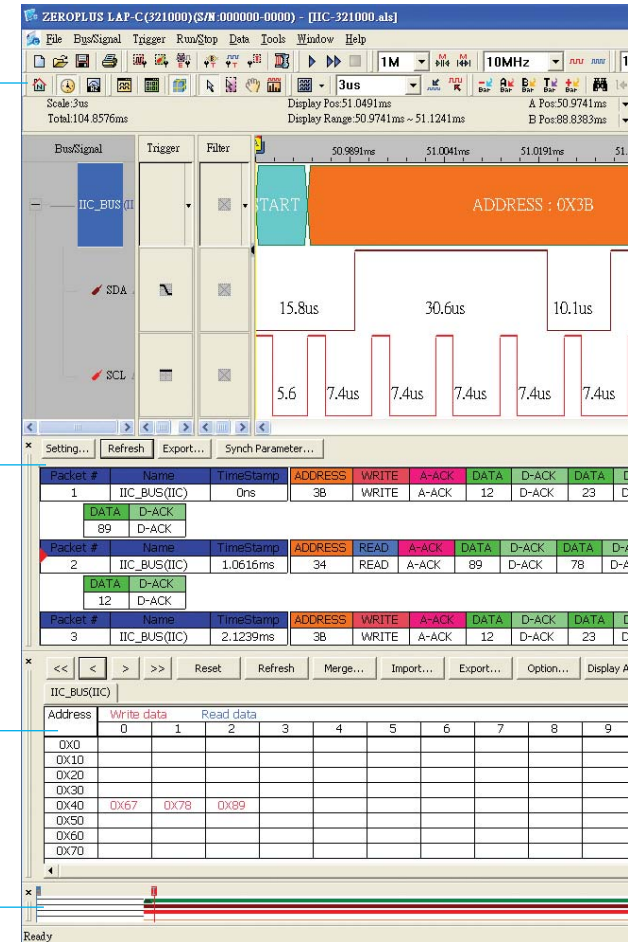 ZEROPLUS LAP-C(321000)(S/N:000000-0000) - [IIC-321000.als]
File Bus/Signal Trigger Run/Stop Data Tools Window Help
1M 10MHz 1
3us Bar Bar Bar Bar Bar
Scale:3us Display Pos:51.0491ms A Pos:50.9741ms
Total:104.8576ms Display Range:50.9741ms ~ 51.1241ms B Pos:88.8383ms
Bus/Signal Trigger Filter 50.9891ms 51.0041ms 51.0191ms 51.
IIC_BUS (II START ADDRESS : 0X3B
SDA 15.8us 30.6us 10.1us
SCL 5.6 7.4us 7.4us 7.4us 7.4us 7.4us
Setting... Refresh Export... Synch Parameter...
Packet # Name TimeStamp ADDRESS WRITE A-ACK DATA D-ACK DATA D
1 IIC_BUS(IIC) 0ns 3B WRITE A-ACK 12 D-ACK 23 D
DATA D-ACK
89 D-ACK
Packet # Name TimeStamp ADDRESS READ A-ACK DATA D-ACK DATA D-A
2 IIC_BUS(IIC) 1.0616ms 34 READ A-ACK 89 D-ACK 78 D-A
DATA D-ACK
12 D-ACK
Packet # Name TimeStamp ADDRESS WRITE A-ACK DATA D-ACK DATA D
3 IIC_BUS(IIC) 2.1239ms 3B WRITE A-ACK 12 D-ACK 23 D
<< < > >> Reset Refresh Merge... Import... Export... Option... Display A
IIC_BUS(IIC)
Address Write data Read data
0 1 2 3 4 5 6 7 8 9
0X0
0X10
0X20
0X30
0X40 0X67 0X78 0X89
0X50
0X60
0X70
Ready